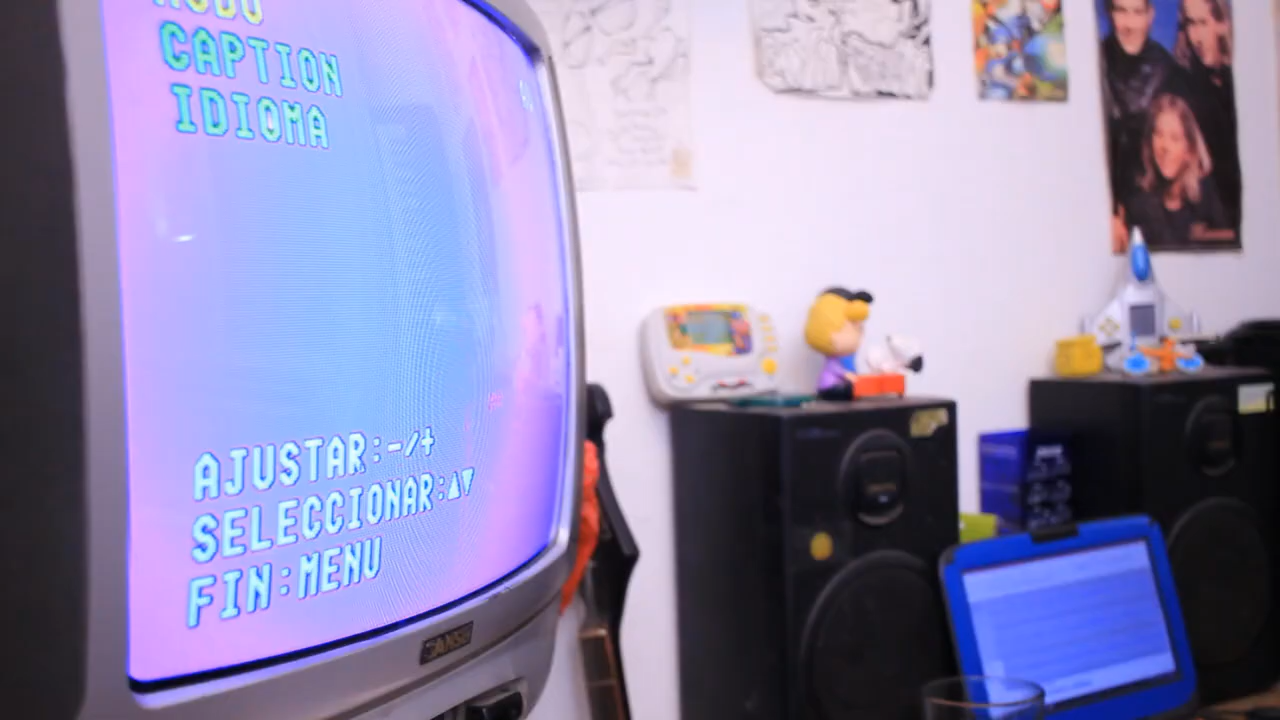 CAPTION
IDIOMA
AJUSTAR:-/+
SELECCIONAR:▲▼
FIN:MENU